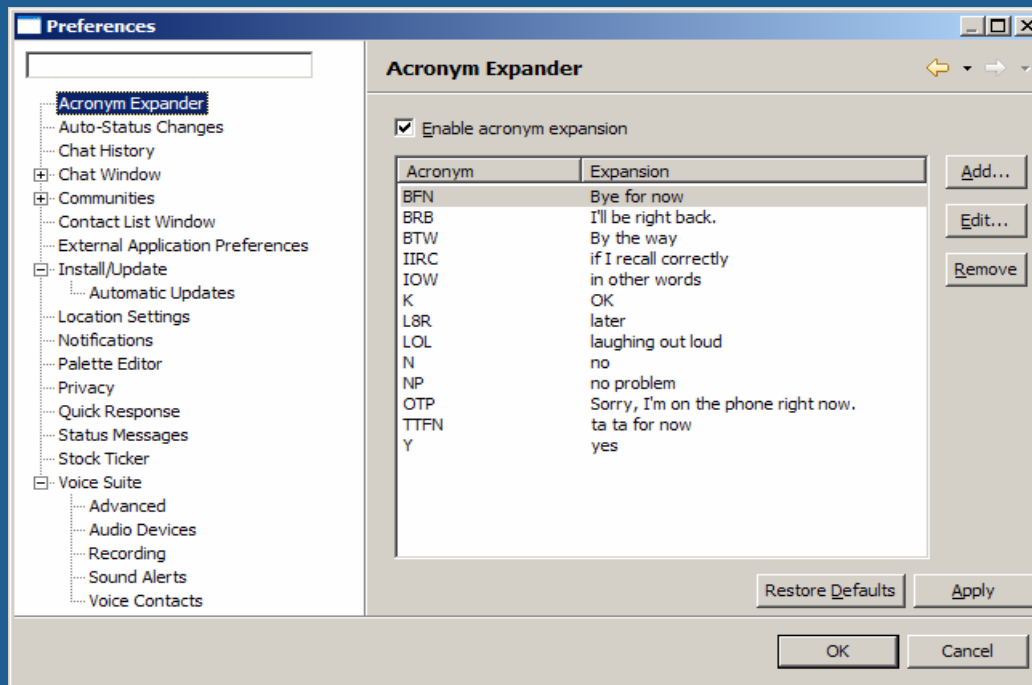 Preferences
Acronym Expander
Auto-Status Changes
Chat History
Chat Window
Communities
Contact List Window
External Application Preferences
Install/Update
Automatic Updates
Location Settings
Notifications
Palette Editor
Privacy
Quick Response
Status Messages
Stock Ticker
Voice Suite
Advanced
Audio Devices
Recording
Sound Alerts
Voice Contacts
Acronym Expander
Enable acronym expansion
Acronym Expansion
BFN Bye for now
BRB I'll be right back.
BTW By the way
IIRC if I recall correctly
IOW in other words
K OK
L8R later
LOL laughing out loud
N no
NP no problem
OTP Sorry, I'm on the phone right now.
TTFN ta ta for now
Y yes
Add...
Edit...
Remove
Restore Defaults Apply
OK Cancel